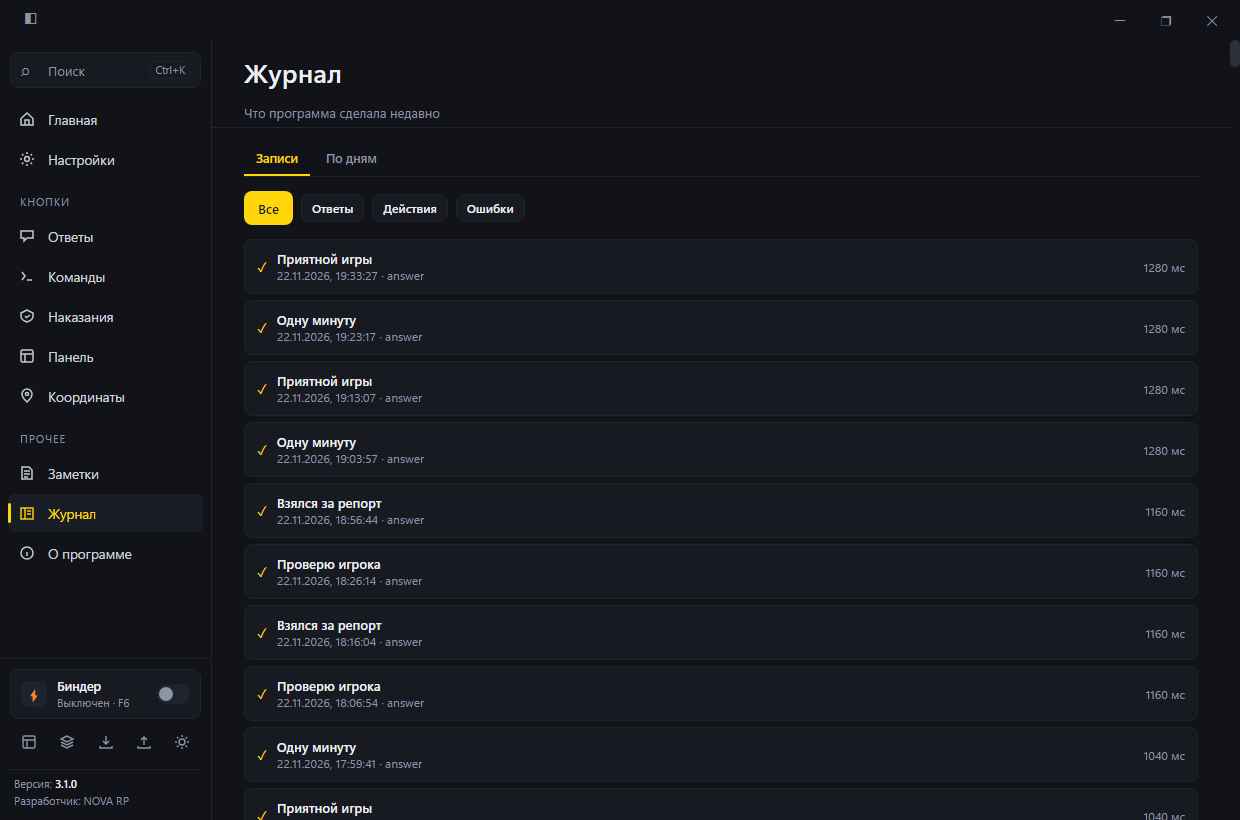 Поиск
Ctrl+K
Главная
Настройки
КНОПКИ
Ответы
Команды
Наказания
Панель
Координаты
ПРОЧЕЕ
Заметки
Журнал
О программе
Биндер
Выключен · F6
Версия: 3.1.0
Разработчик: NOVA RP
Журнал
Что программа сделала недавно
Записи
По дням
Все
Ответы
Действия
Ошибки
Приятной игры
22.11.2026, 19:33:27 · answer
1280 мс
Одну минуту
22.11.2026, 19:23:17 · answer
1280 мс
Приятной игры
22.11.2026, 19:13:07 · answer
1280 мс
Одну минуту
22.11.2026, 19:03:57 · answer
1280 мс
Взялся за репорт
22.11.2026, 18:56:44 · answer
1160 мс
Проверю игрока
22.11.2026, 18:26:14 · answer
1160 мс
Взялся за репорт
22.11.2026, 18:16:04 · answer
1160 мс
Проверю игрока
22.11.2026, 18:06:54 · answer
1160 мс
Одну минуту
22.11.2026, 17:59:41 · answer
1040 мс
Приятной игры
1040 мс